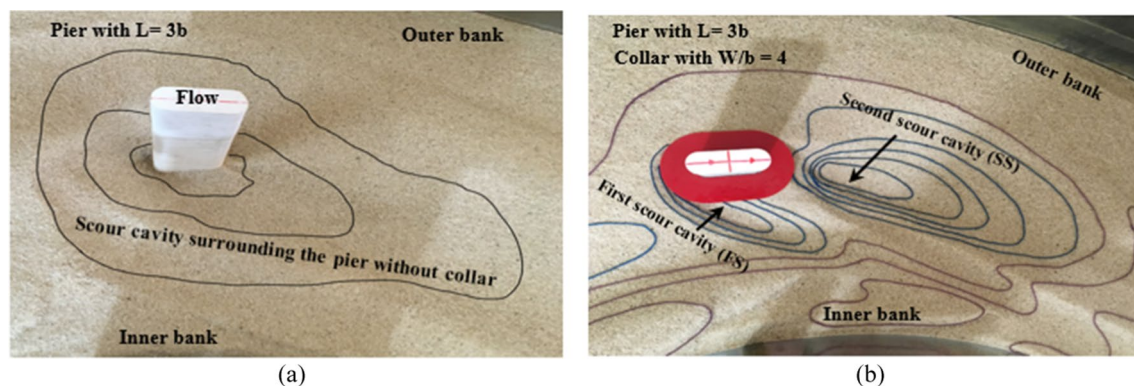 Pier with L= 3b
Outer bank
Flow
Scour cavity surrounding the pier without collar
Inner bank
(a)
Pier with L= 3b
Collar with W/b = 4
Outer bank
Second scour cavity (SS)
First scour cavity (FS)
Inner bank
(b)